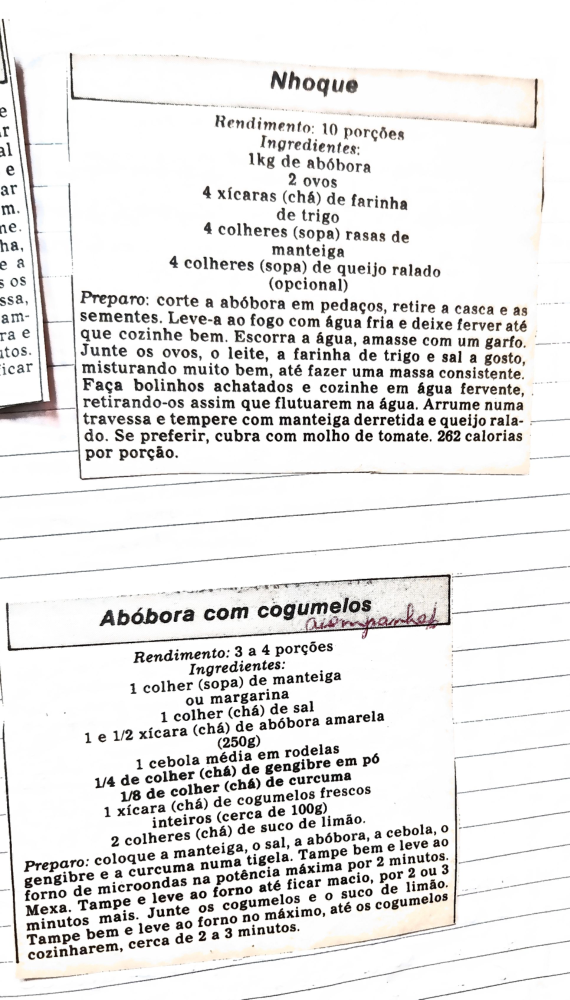 e
r
al
e
ar
m.
ne.
ha,
e a
s os
ssa,
am-
ra e
atos.
icar
Nhoque
Rendimento: 10 porções
Ingredientes:
1kg de abóbora
2 ovos
4 xícaras (chá) de farinha
de trigo
4 colheres (sopa) rasas de
manteiga
4 colheres (sopa) de queijo ralado
(opcional)
Preparo: corte a abóbora em pedaços, retire a casca e as
sementes. Leve-a ao fogo com água fria e deixe ferver até
que cozinhe bem. Escorra a água, amasse com um garfo.
Junte os ovos, o leite, a farinha de trigo e sal a gosto,
misturando muito bem, até fazer uma massa consistente.
Faça bolinhos achatados e cozinhe em água fervente,
retirando-os assim que flutuarem na água. Arrume numa
travessa e tempere com manteiga derretida e queijo rala-
do. Se preferir, cubra com molho de tomate. 262 calorias
por porção.
Abóbora com cogumelos
Rendimento: 3 a 4 porções
Ingredientes:
1 colher (sopa) de manteiga
ou margarina
1 colher (chá) de sal
1 e 1/2 xícara (chá) de abóbora amarela
(250g)
1 cebola média em rodelas
1/4 de colher (chá) de gengibre em pó
1/8 de colher (chá) de curcuma
1 xícara (chá) de cogumelos frescos
inteiros (cerca de 100g)
2 colheres (chá) de suco de limão.
Preparo: coloque a manteiga, o sal, a abóbora, a cebola, o
gengibre e a curcuma numa tigela. Tampe bem e leve ao
forno de microondas na potência máxima por 2 minutos.
Mexa. Tampe e leve ao forno até ficar macio, por 2 ou 3
minutos mais. Junte os cogumelos e o suco de limão.
Tampe bem e leve ao forno no máximo, até os cogumelos
cozinharem, cerca de 2 a 3 minutos.